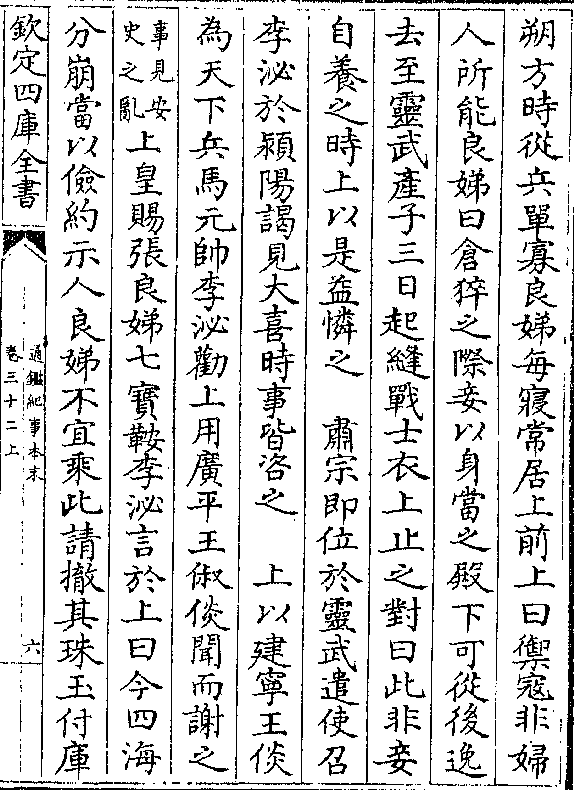 朔方時從兵單寡良娣每寢常居上前上曰禦寇非婦
人所能良娣曰倉猝之際妾以身當之殿下可從後逸
去至靈武產子三日起縫戰士衣上止之對曰此非妾
自養之時上以是益憐之　肅宗即位於靈武遣使召
李泌於潁陽謁見大喜時事皆咨之　上以建寧王倓
為天下兵馬元帥李泌勸上用廣平王俶倓聞而謝之
事見安
史之亂
上皇賜張良娣七寶鞍李泌言於上曰今四海
分崩當以儉約示人良娣不宜乘此請撤其珠玉付庫
欽定四庫全書
通鑑紀事本末
卷三十二上
六